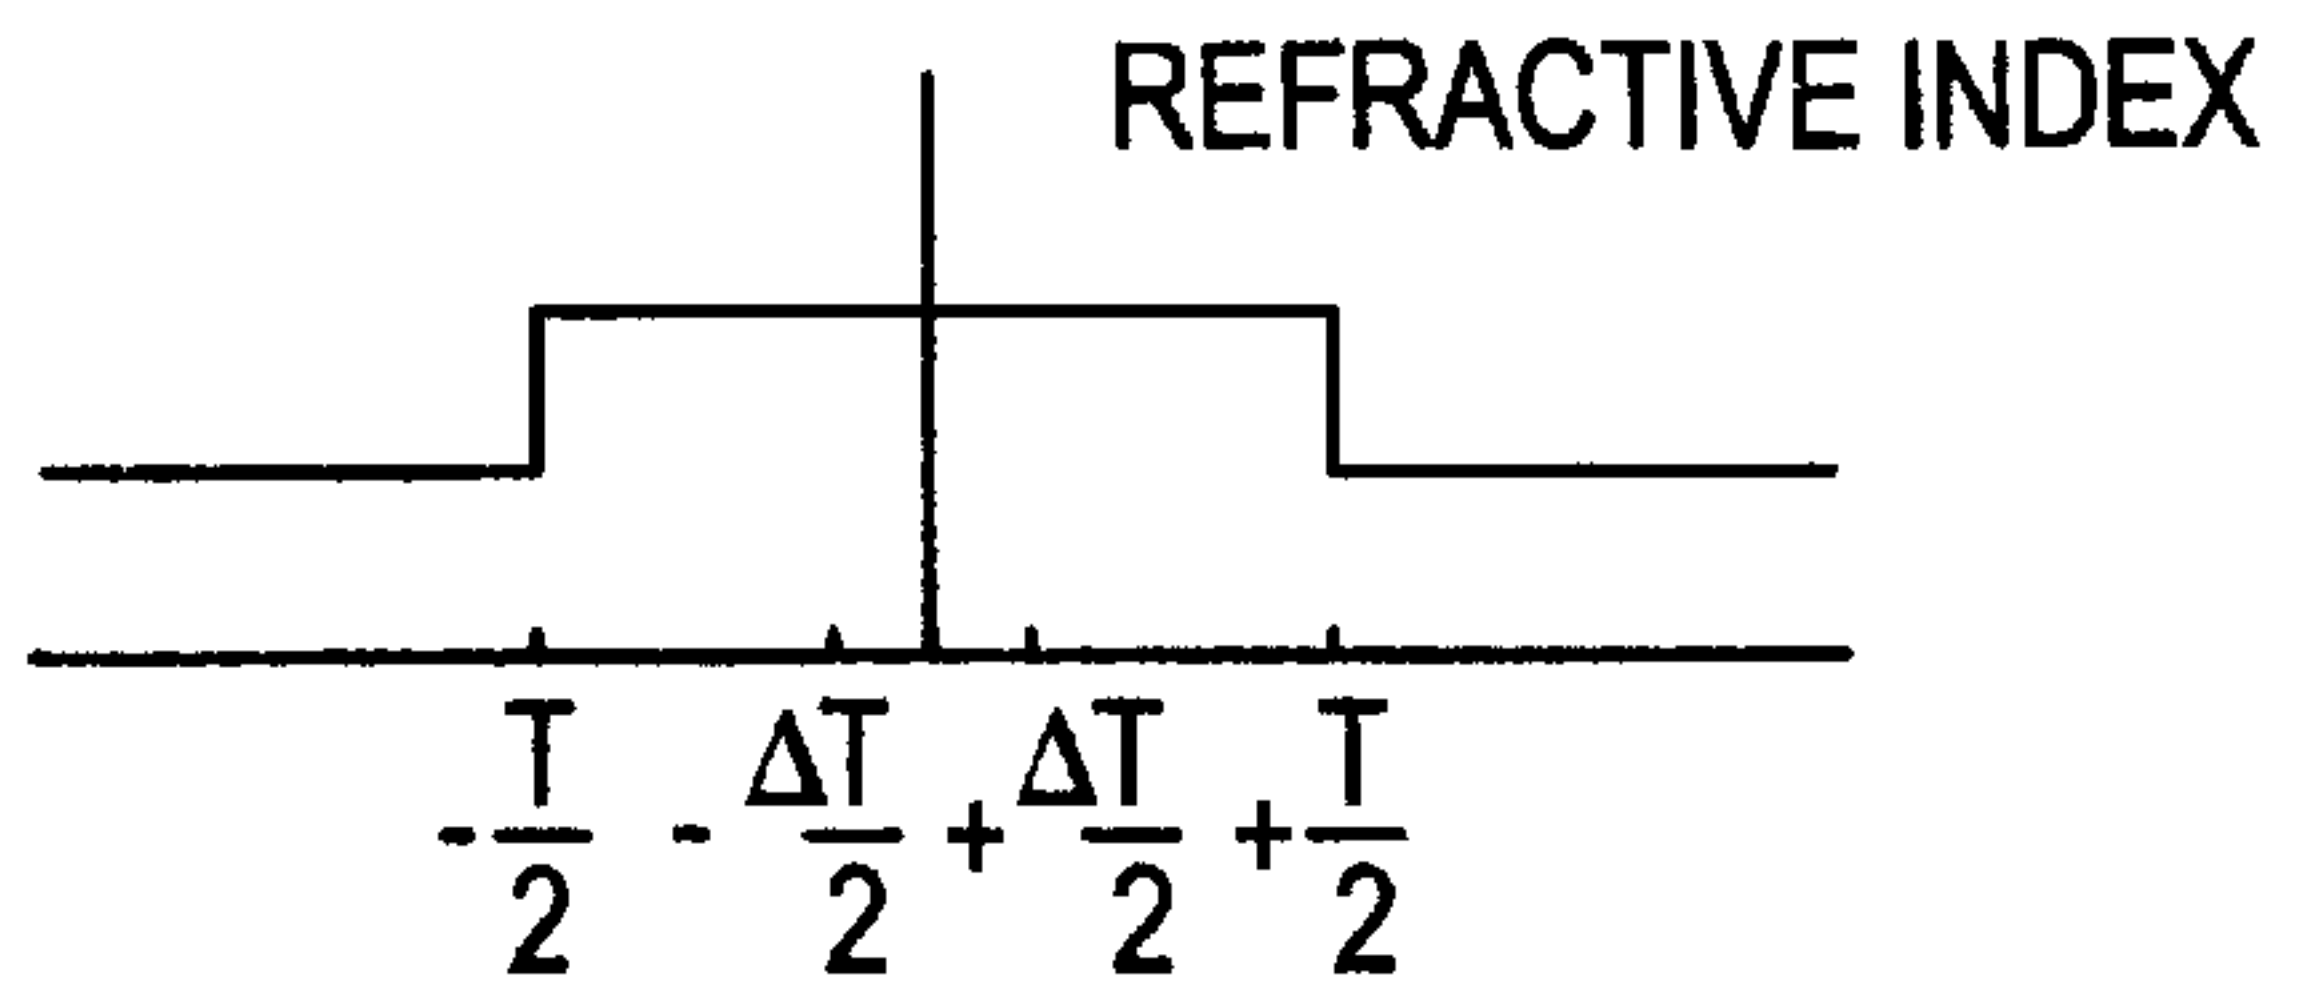 REFRACTIVE INDEX
-T/2 -ΔT/2 +ΔT/2 +T/2